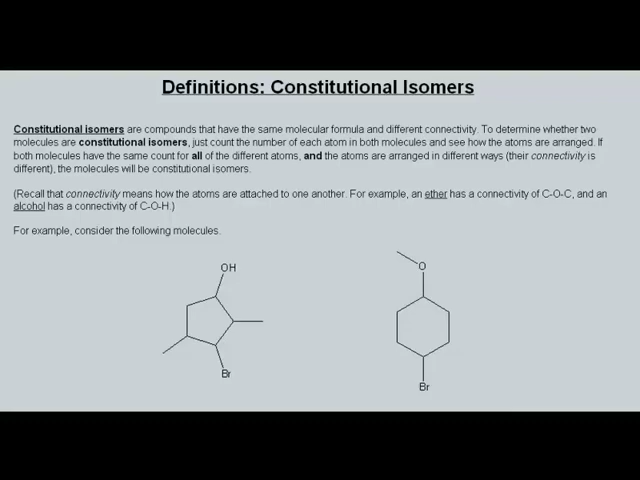 Definitions: Constitutional Isomers
Constitutional isomers are compounds that have the same molecular formula and different connectivity. To determine whether two
molecules are constitutional isomers, just count the number of each atom in both molecules and see how the atoms are arranged. If
both molecules have the same count for all of the different atoms, and the atoms are arranged in different ways (their connectivity is
different), the molecules will be constitutional isomers.
(Recall that connectivity means how the atoms are attached to one another. For example, an ether has a connectivity of C-O-C, and an
alcohol has a connectivity of C-O-H.)
For example, consider the following molecules.
OH
O
Br
Br